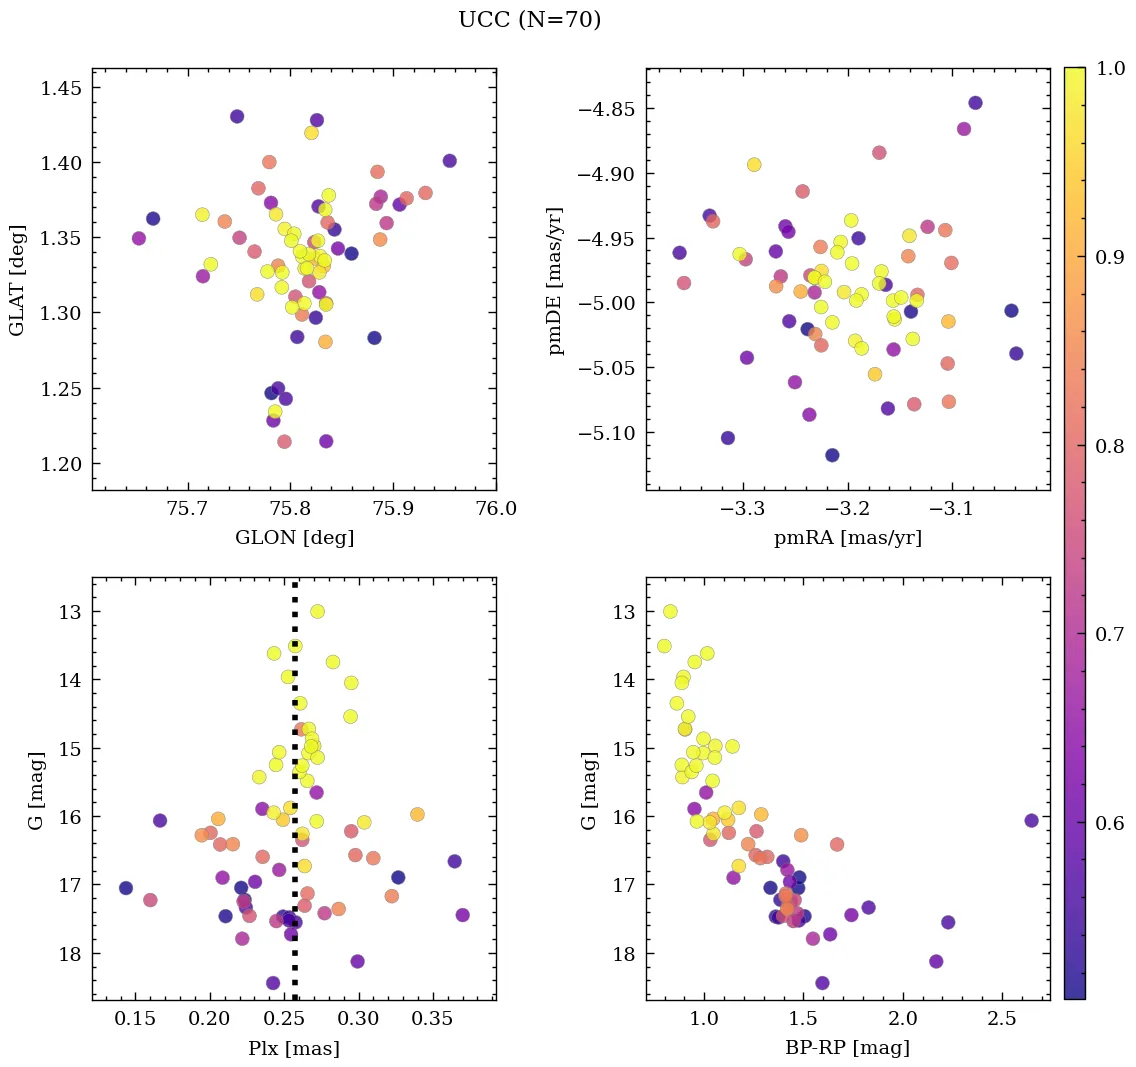 UCC (N=70)
1.45
1.40
1.35
1.30
1.25
1.20
GLAT [deg]
75.7 75.8 75.9 76.0
GLON [deg]
−4.85
−4.90
−4.95
−5.00
−5.05
−5.10
pmDE [mas/yr]
−3.3 −3.2 −3.1
pmRA [mas/yr]
1.0
0.9
0.8
0.7
0.6
13
14
15
16
17
18
G [mag]
0.15 0.20 0.25 0.30 0.35
Plx [mas]
13
14
15
16
17
18
G [mag]
1.0 1.5 2.0 2.5
BP-RP [mag]